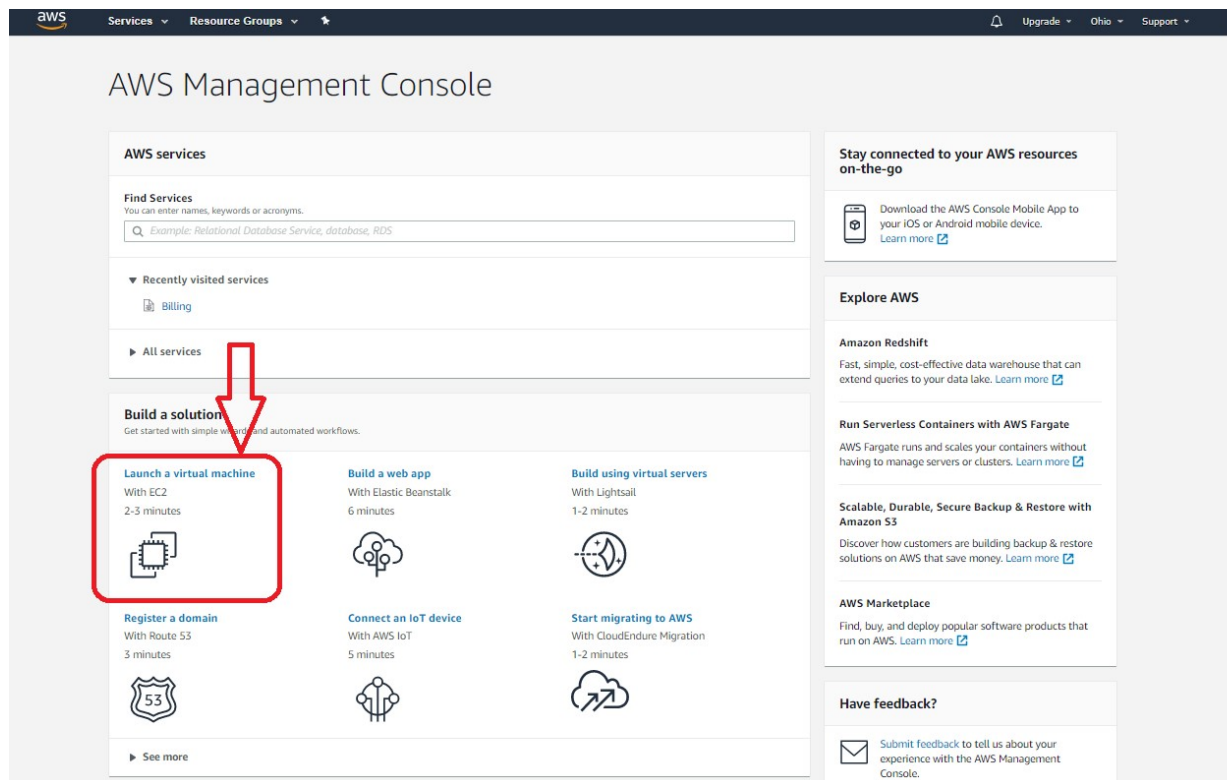 aws
Services Resource Groups Upgrade Ohio Support
AWS Management Console
AWS services
Find Services
You can enter names, keywords or acronyms.
Example: Relational Database Service, database, RDS
Recently visited services
Billing
All services
Build a solution
Get started with simple wizards and automated workflows.
Launch a virtual machine
With EC2
2-3 minutes
Build a web app
With Elastic Beanstalk
6 minutes
Build using virtual servers
With Lightsail
1-2 minutes
Register a domain
With Route 53
3 minutes
53
Connect an IoT device
With AWS IoT
5 minutes
Start migrating to AWS
With CloudEndure Migration
1-2 minutes
See more
Stay connected to your AWS resources
on-the-go
Download the AWS Console Mobile App to
your iOS or Android mobile device.
Learn more
Explore AWS
Amazon Redshift
Fast, simple, cost-effective data warehouse that can
extend queries to your data lake. Learn more
Run Serverless Containers with AWS Fargate
AWS Fargate runs and scales your containers without
having to manage servers or clusters. Learn more
Scalable, Durable, Secure Backup & Restore with
Amazon S3
Discover how customers are building backup & restore
solutions on AWS that save money. Learn more
AWS Marketplace
Find, buy, and deploy popular software products that
run on AWS. Learn more
Have feedback?
Submit feedback to tell us about your
experience with the AWS Management
Console.